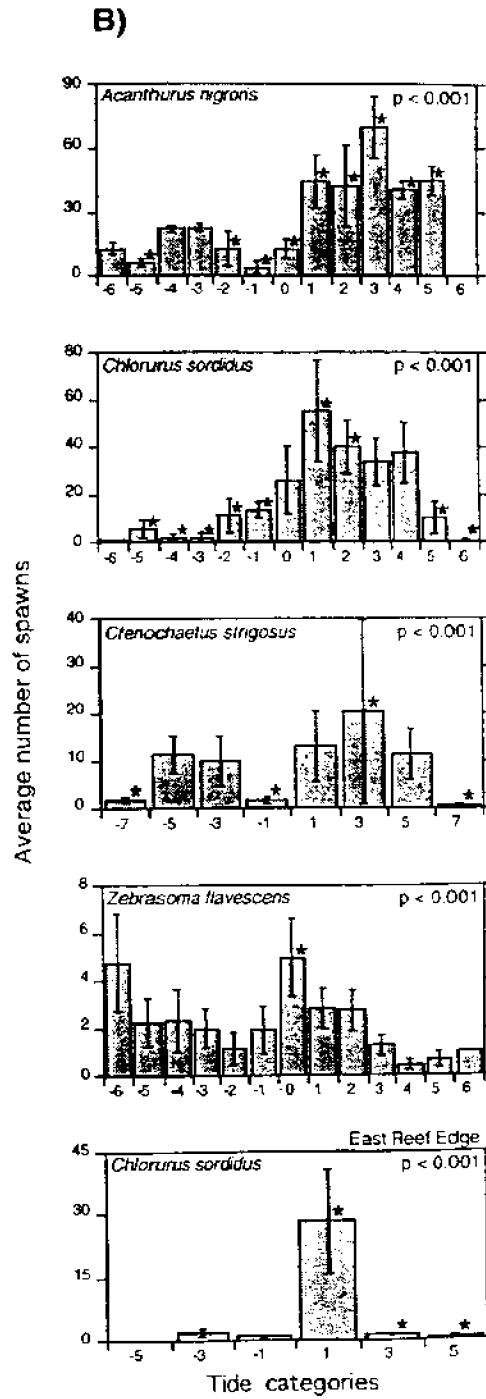 B)
Average number of spawns
Acanthurus nigroris p < 0.001
90
60
30
0
-6 -5 -4 -3 -2 -1 0 1 2 3 4 5 6
Chlorurus sordidus p < 0.001
80
60
40
20
0
-6 -5 -4 -3 -2 -1 0 1 2 3 4 5 6
Ctenochaetus strigosus p < 0.001
40
30
20
10
0
-7 -5 -3 -1 1 3 5 7
Zebrasoma flavescens p < 0.001
8
6
4
2
0
-6 -5 -4 -3 -2 -1 0 1 2 3 4 5 6
East Reef Edge
Chlorurus sordidus p < 0.001
45
30
15
0
-5 -3 -1 1 3 5
Tide categories